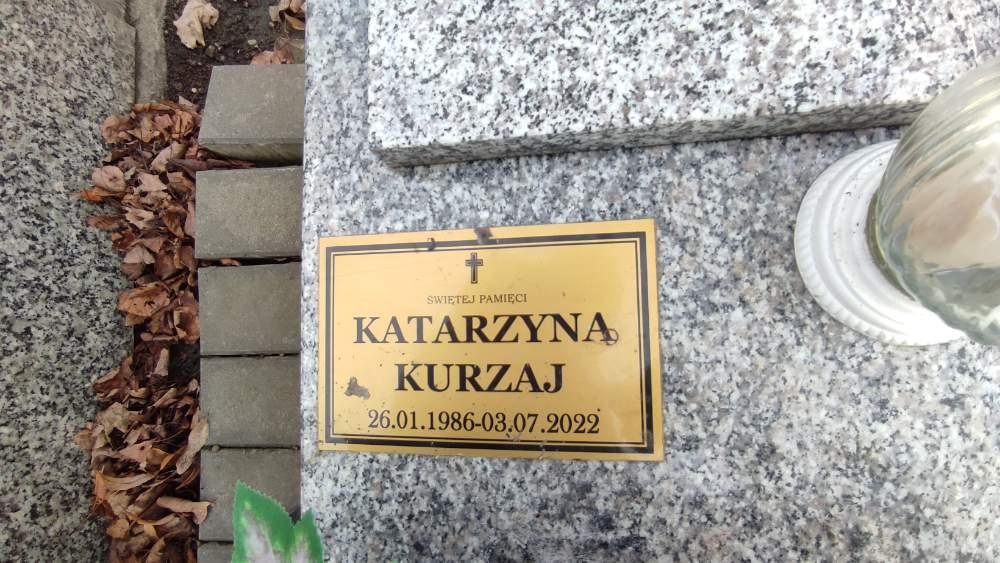 ŚWIĘTEJ PAMIĘCI
KATARZYNA
KURZAJ
26.01.1986-03.07.2022